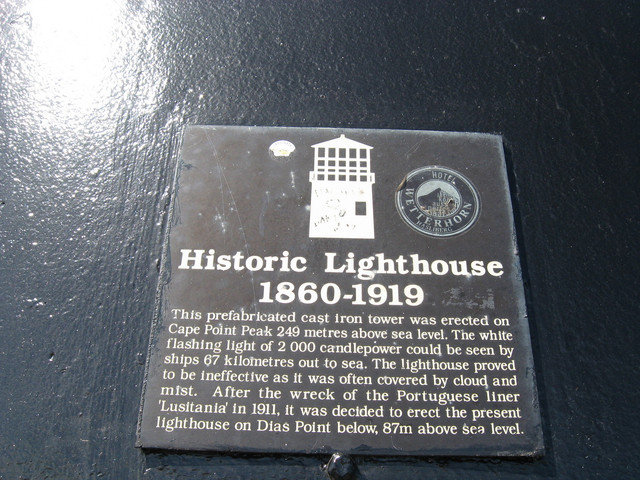 HOTEL
WETTERHORN
Historic Lighthouse
1860-1919
This prefabricated cast iron tower was erected on
Cape Point Peak 249 metres above sea level. The white
flashing light of 2 000 candlepower could be seen by
ships 67 kilometres out to sea. The lighthouse proved
to be ineffective as it was often covered by cloud and
mist. After the wreck of the Portuguese liner
'Lusitania' in 1911, it was decided to erect the present
lighthouse on Dias Point below, 87m above sea level.